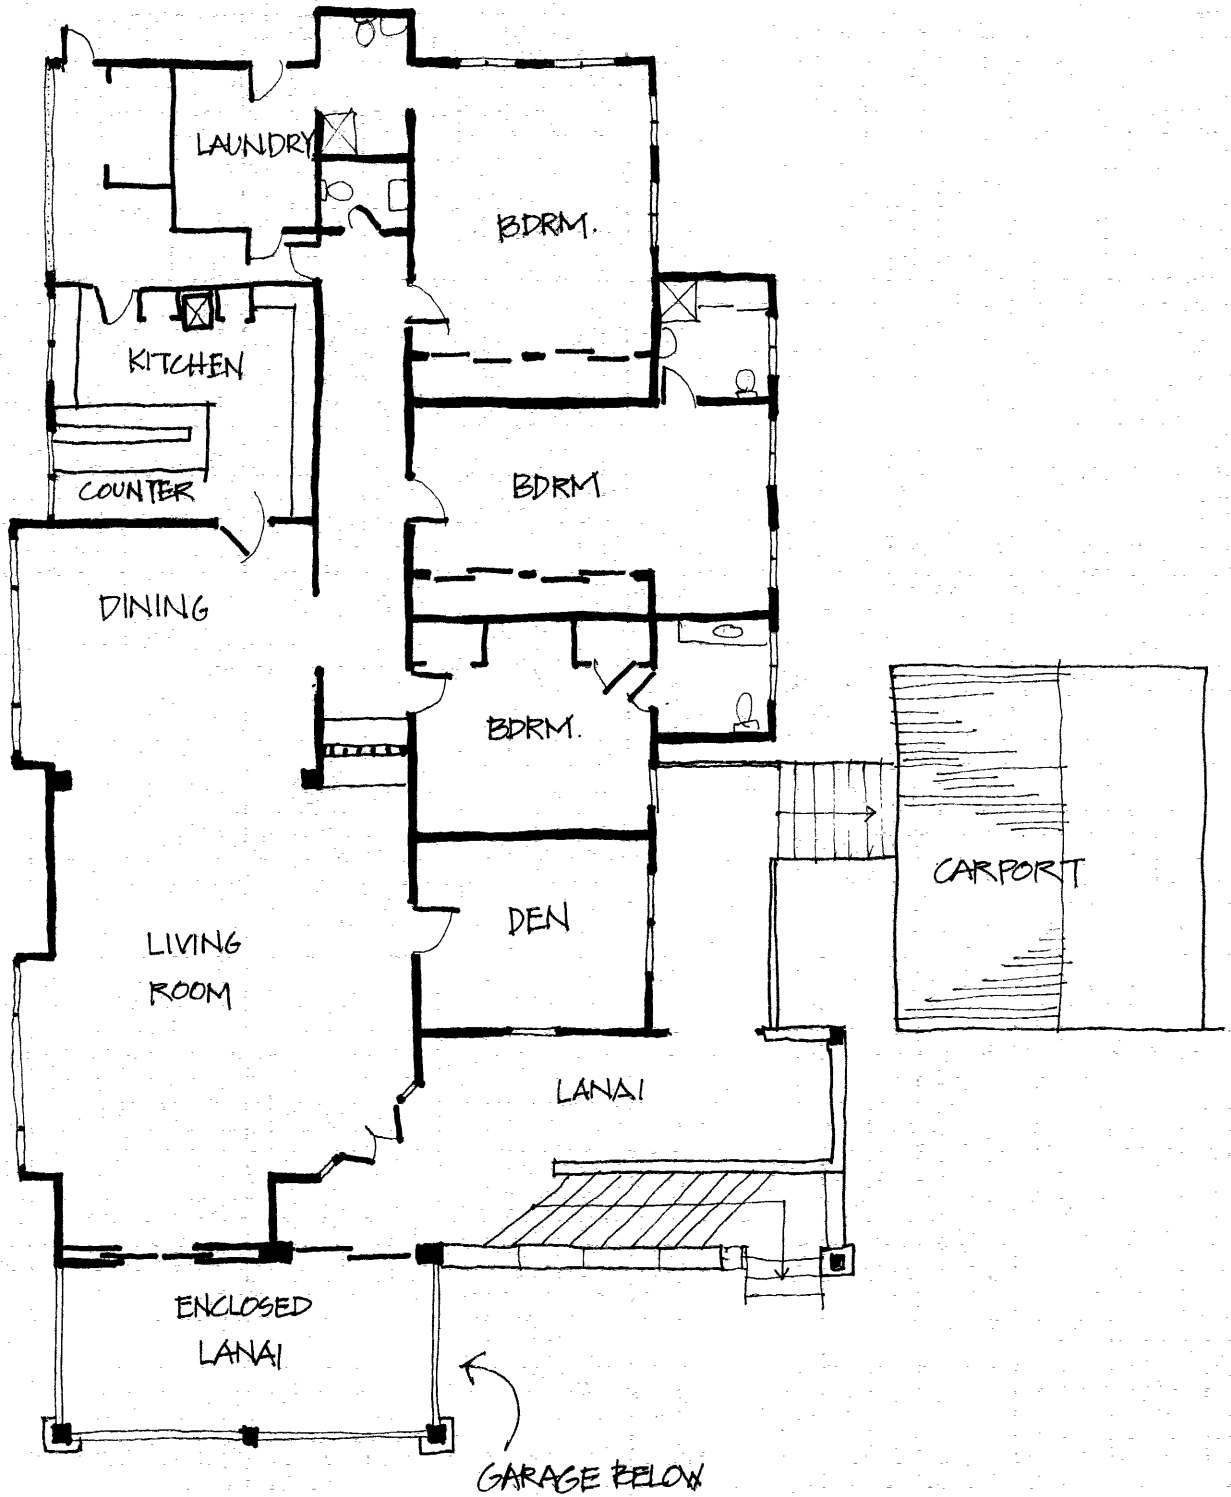 LAUNDRY
BDRM.
KITCHEN
BDRM
COUNTER
DINING
BDRM.
CARPORT
DEN
LIVING
ROOM
LANAI
ENCLOSED
LANAI
GARAGE BELOW